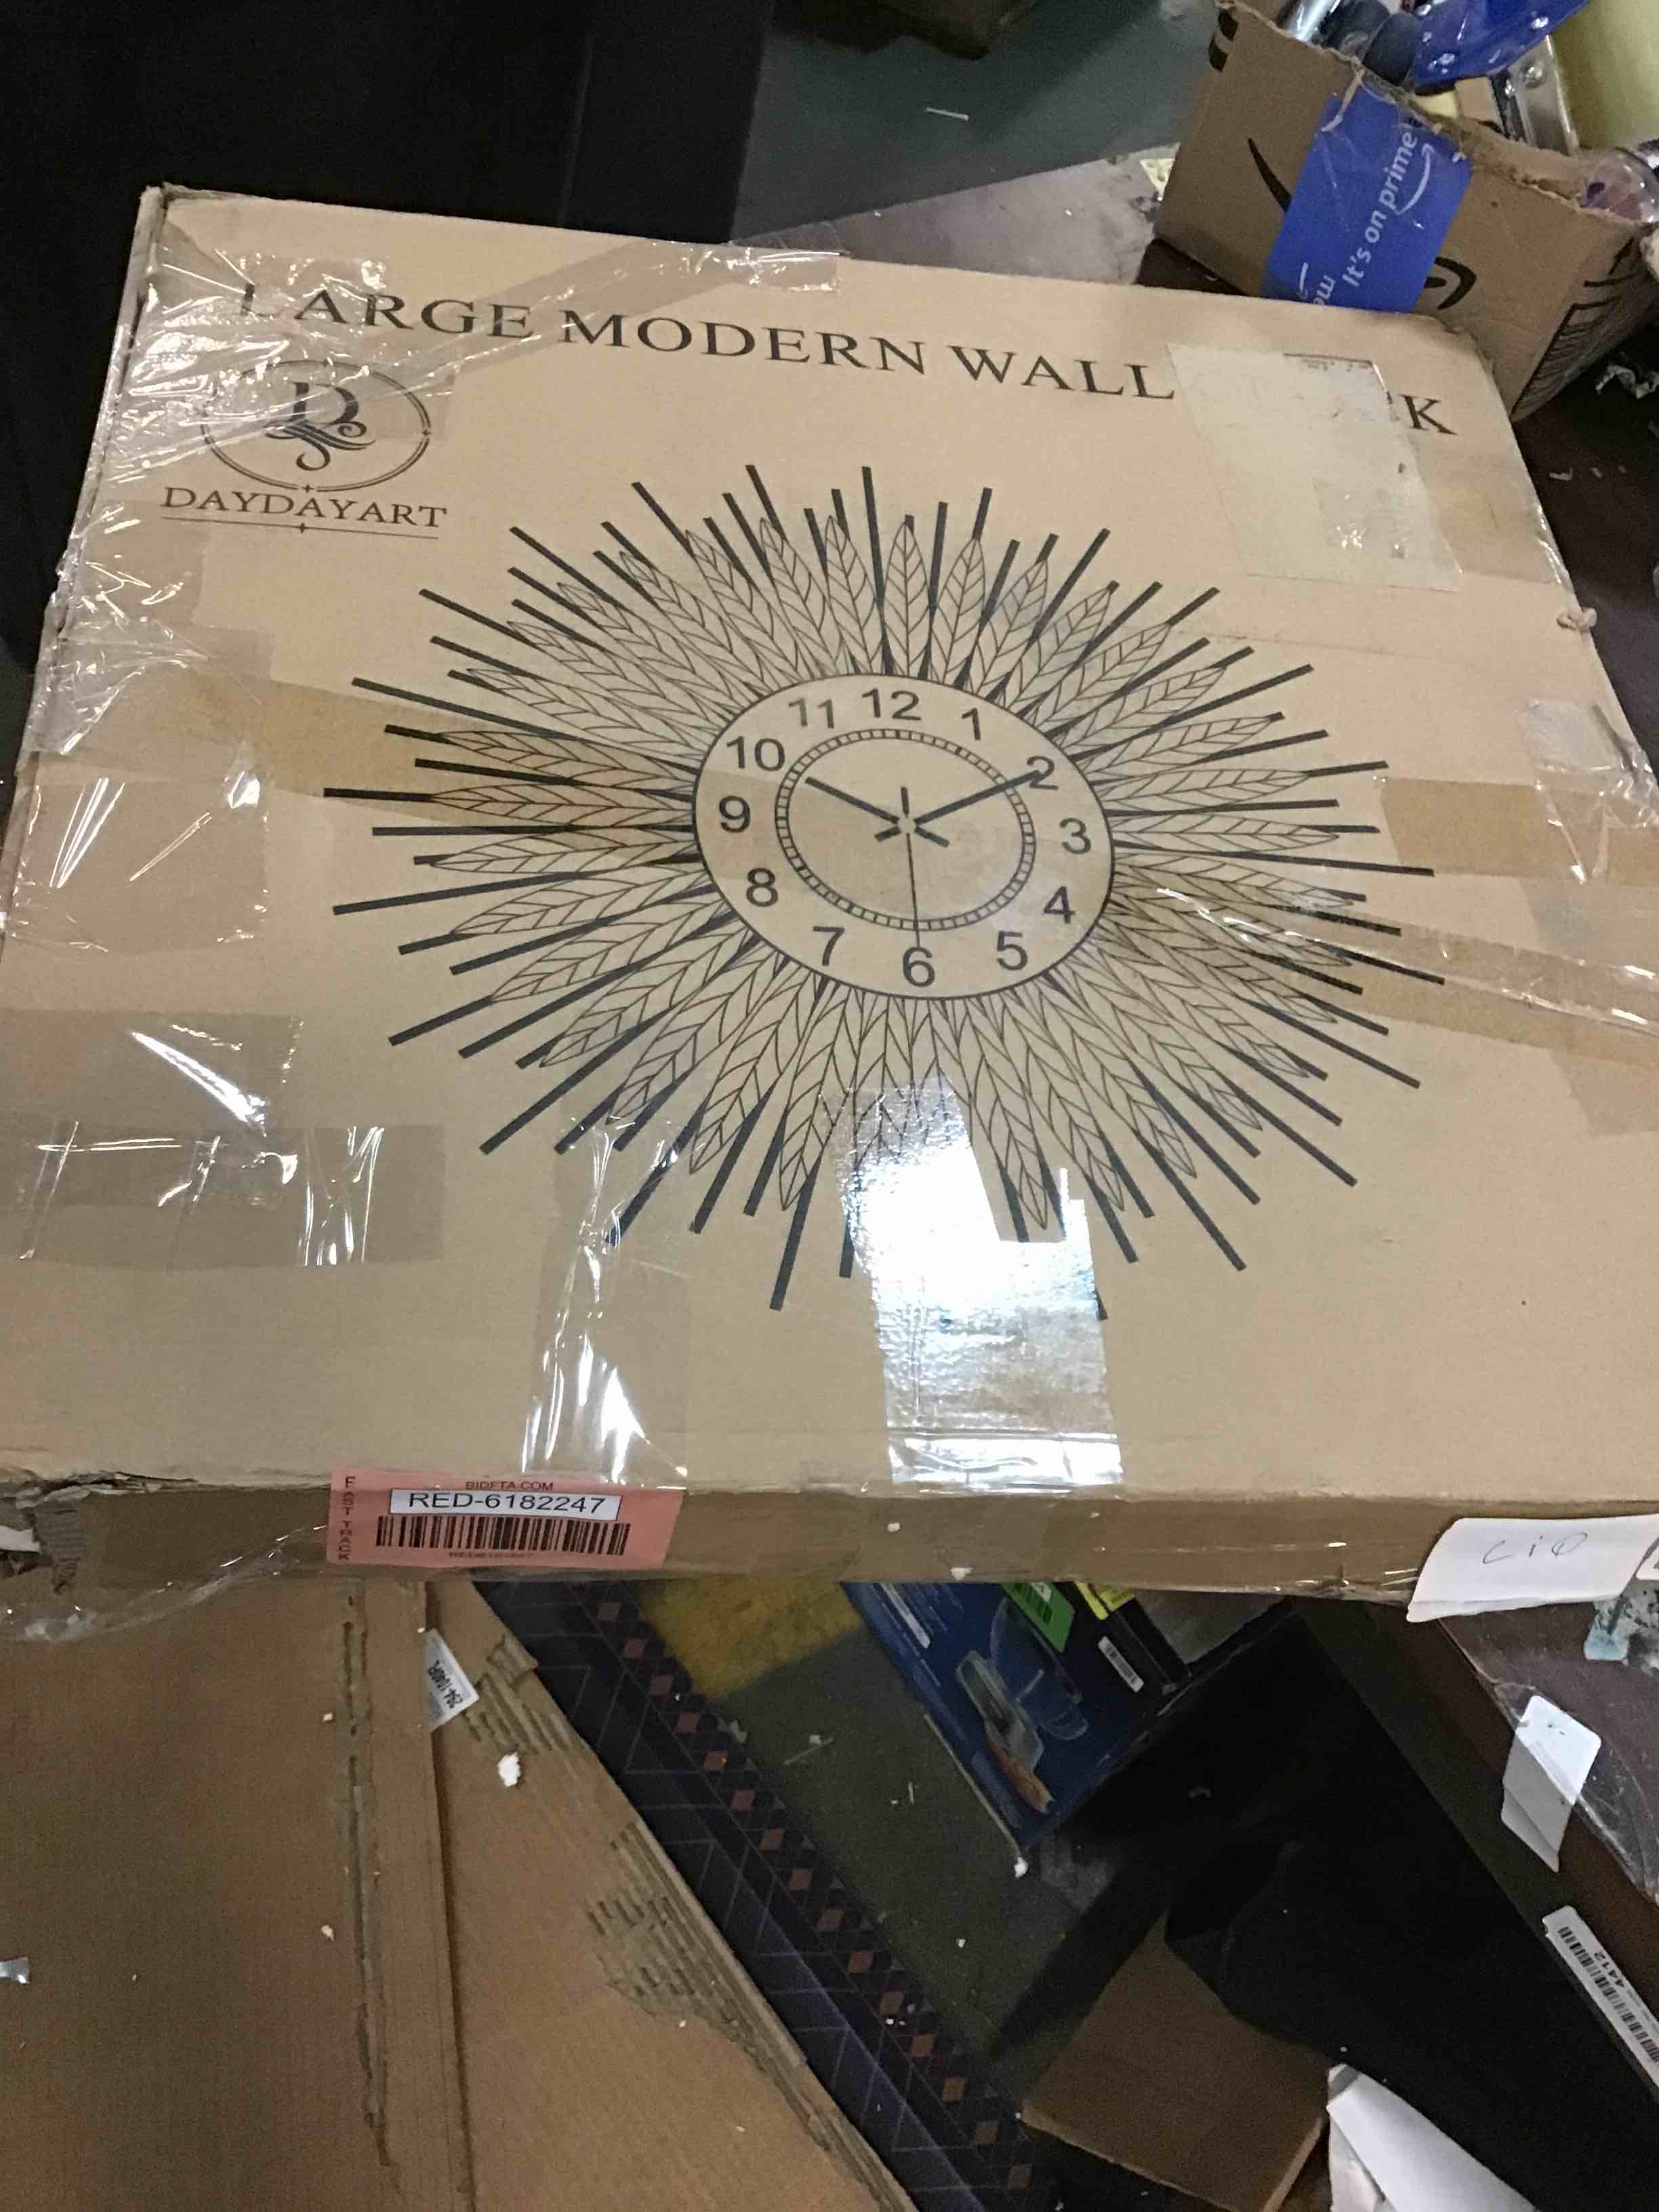 It's on prime
LARGE MODERN WALL
K
DAYDAYART
12
11
1
10
2
9
3
8
4
7
5
6
FAST TRACK
BIDFTA.COM
RED-6182247
4412